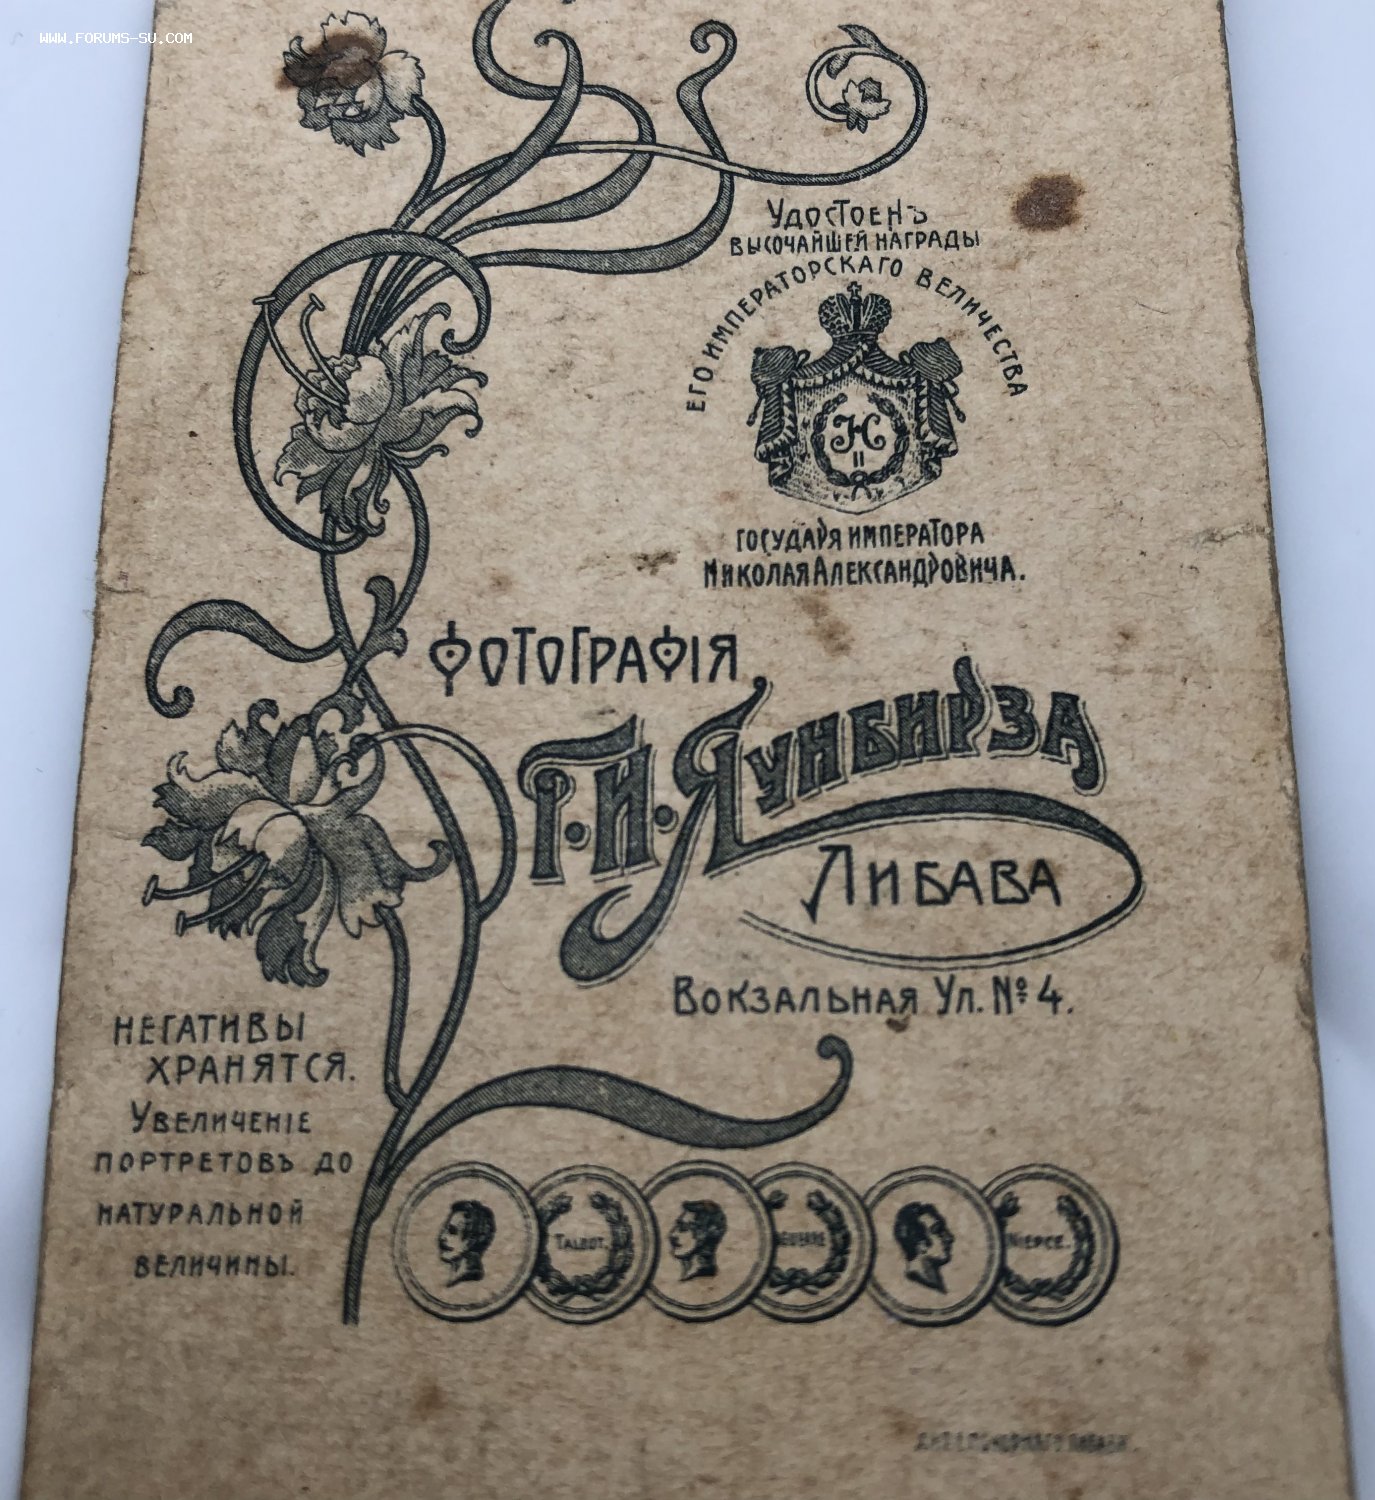 www.forums-su.com
Удостоенъ
высочайшей награды
его императорскаго величества
Н II
государя императора
Николая Александровича.
Фотографія
Г. И. Яунбирза
Либава
Вокзальная Ул. № 4.
Негативы
хранятся.
Увеличеніе
портретовъ до
натуральной
величины.
Talbot.
Niepce.